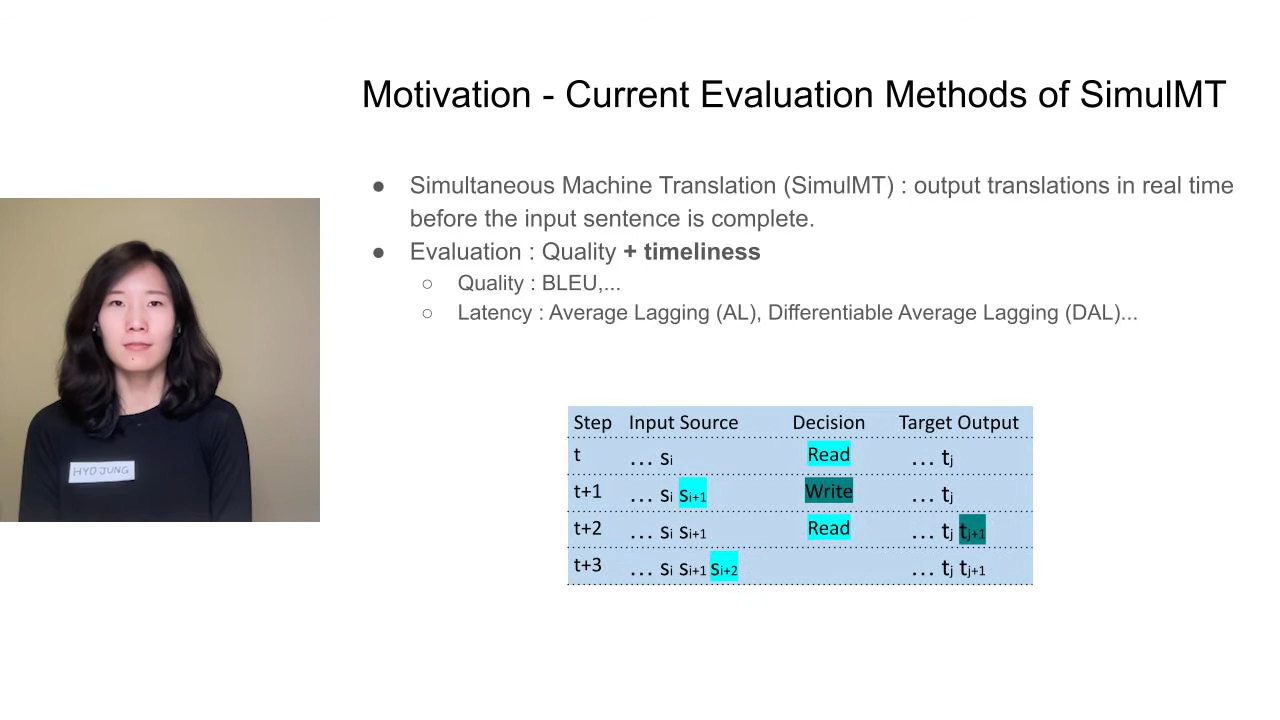 Motivation - Current Evaluation Methods of SimulMT
● Simultaneous Machine Translation (SimulMT) : output translations in real time
before the input sentence is complete.
● Evaluation : Quality + timeliness
○ Quality : BLEU,...
○ Latency : Average Lagging (AL), Differentiable Average Lagging (DAL)...
HYOJUNG
Step Input Source Decision Target Output
t ... si Read ... tj
t+1 ... si si+1 Write ... tj
t+2 ... si si+1 Read ... tj tj+1
t+3 ... si si+1 si+2 ... tj tj+1